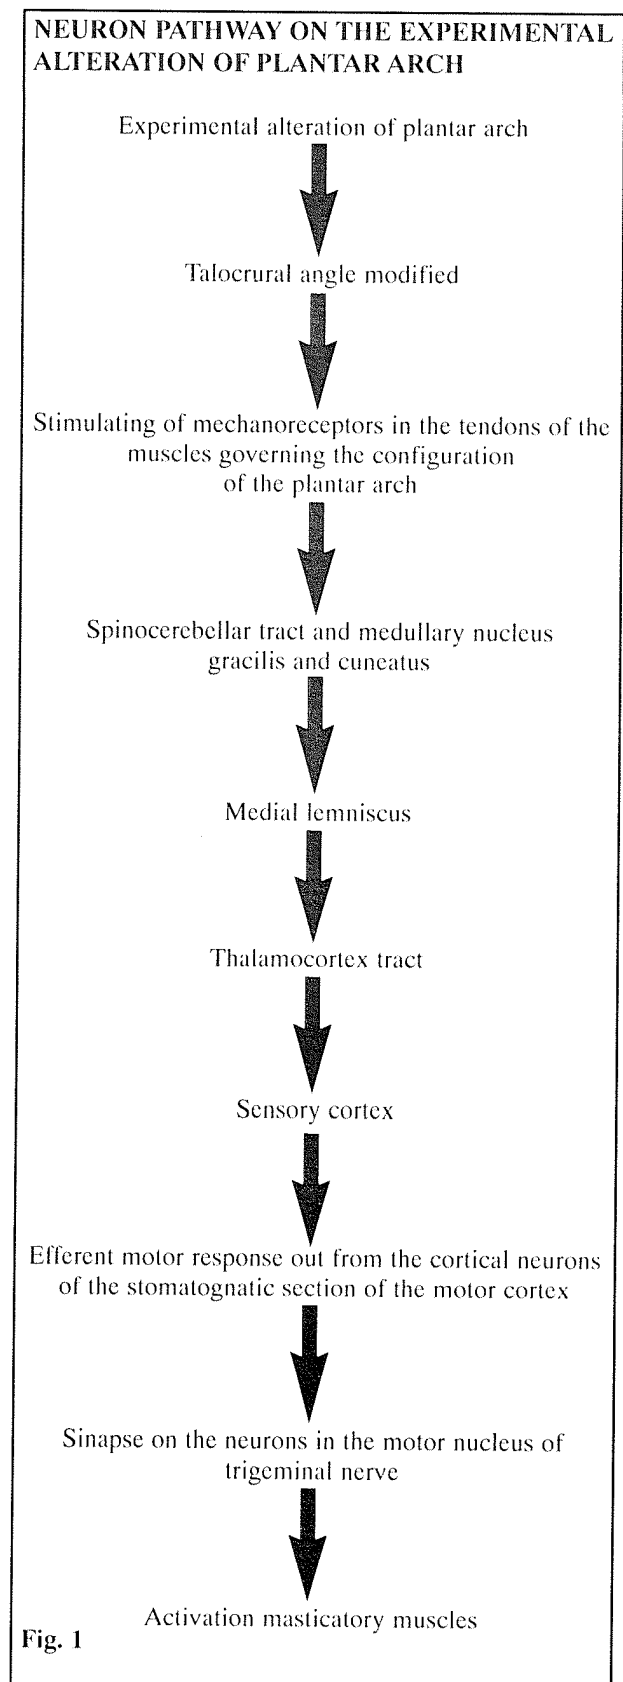 NEURON PATHWAY ON THE EXPERIMENTAL
ALTERATION OF PLANTAR ARCH
Experimental alteration of plantar arch
Talocrural angle modified
Stimulating of mechanoreceptors in the tendons of the
muscles governing the configuration
of the plantar arch
Spinocerebellar tract and medullary nucleus
gracilis and cuneatus
Medial lemniscus
Thalamocortex tract
Sensory cortex
Efferent motor response out from the cortical neurons
of the stomatognatic section of the motor cortex
Sinapse on the neurons in the motor nucleus of
trigeminal nerve
Activation masticatory muscles
Fig. 1